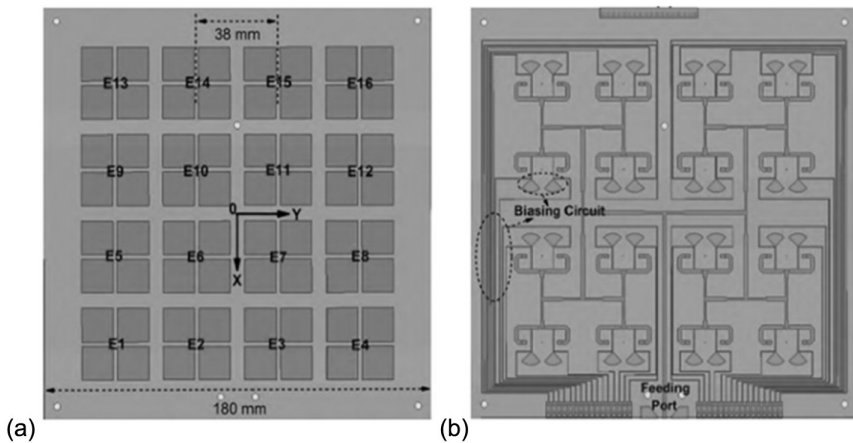 38 mm
E13 E14 E15 E16
E9 E10 E11 E12
0
Y
X
E5 E6 E7 E8
E1 E2 E3 E4
180 mm
(a)
Biasing Circuit
Feeding
Port
(b)